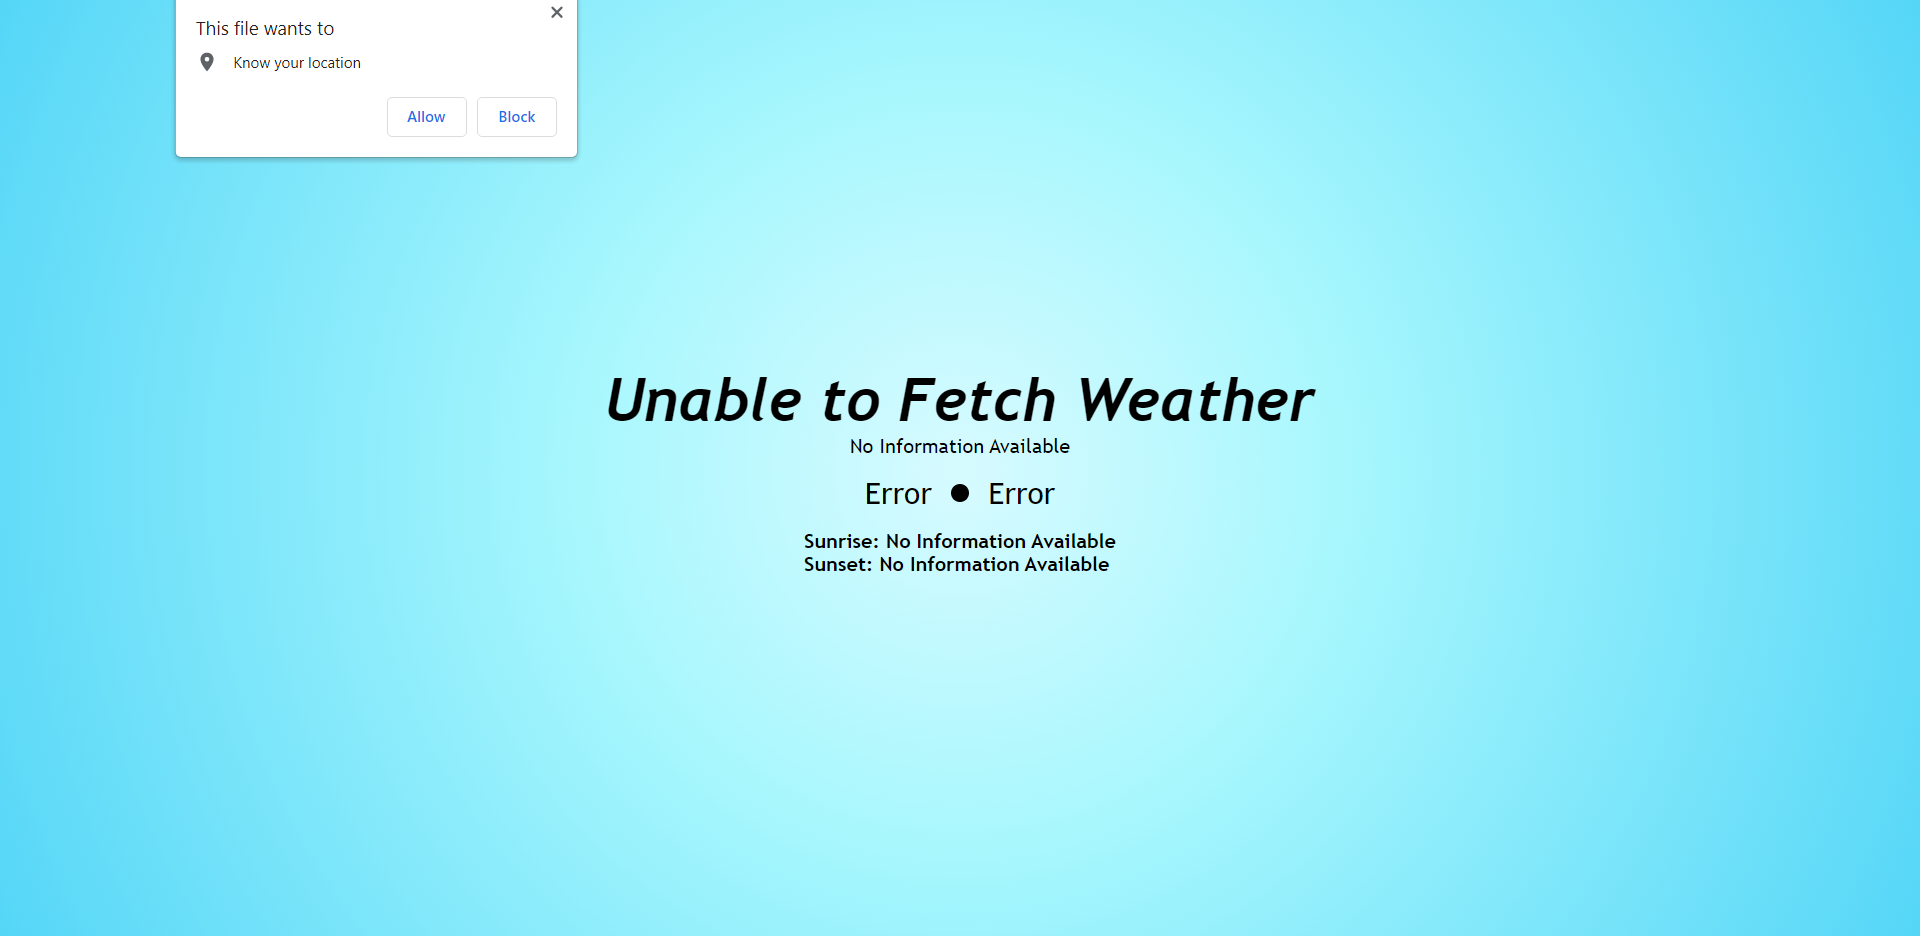 This file wants to
Know your location
Allow Block
Unable to Fetch Weather
No Information Available
Error ● Error
Sunrise: No Information Available
Sunset: No Information Available